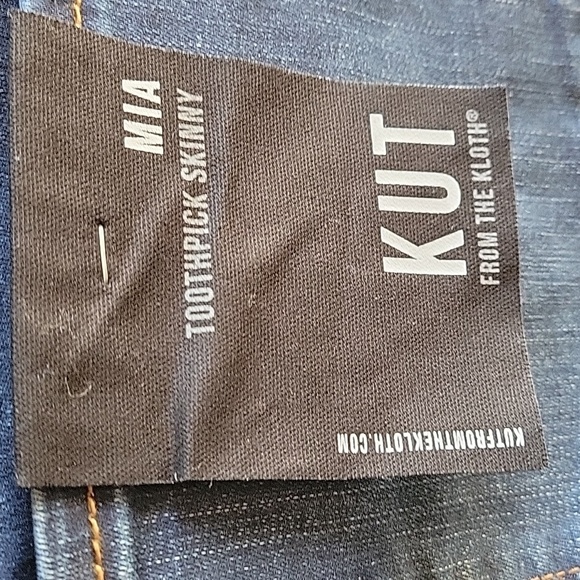 MIA
TOOTHPICK SKINNY
KUT
FROM THE KLOTH®
KUTFROMTHEKLOTH.COM